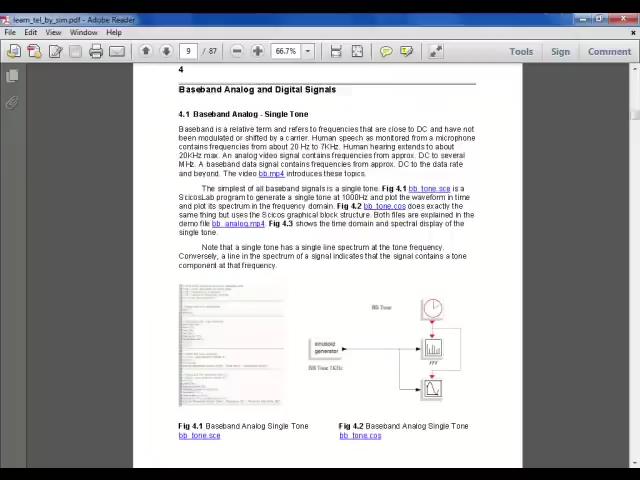 learn_tel_by_sim.pdf - Adobe Reader
File Edit View Window Help
9 / 87 66.7% Tools Sign Comment
4
Baseband Analog and Digital Signals
4.1 Baseband Analog - Single Tone
Baseband is a relative term and refers to frequencies that are close to DC and have not
been modulated or shifted by a carrier. Human speech as monitored from a microphone
contains frequencies from about 20 Hz to 7KHz. Human hearing extends to about
20KHz max. An analog video signal contains frequencies from approx. DC to several
MHz. A baseband data signal contains frequencies from approx. DC to the data rate
and beyond. The video bb.mp4 introduces these topics.
The simplest of all baseband signals is a single tone. Fig 4.1 bb_tone.sce is a
ScicosLab program to generate a single tone at 1000Hz and plot the waveform in time
and plot its spectrum in the frequency domain. Fig 4.2 bb_tone.cos does exactly the
same thing but uses the Scicos graphical block structure. Both files are explained in the
demo file bb_analog.mp4. Fig 4.3 shows the time domain and spectral display of the
single tone.
Note that a single tone has a single line spectrum at the tone frequency.
Conversely, a line in the spectrum of a signal indicates that the signal contains a tone
component at that frequency.
BB Tone
sinusoid
generator
FFT
BB Tone 1KHz
Fig 4.1 Baseband Analog Single Tone
bb_tone.sce
Fig 4.2 Baseband Analog Single Tone
bb_tone.cos